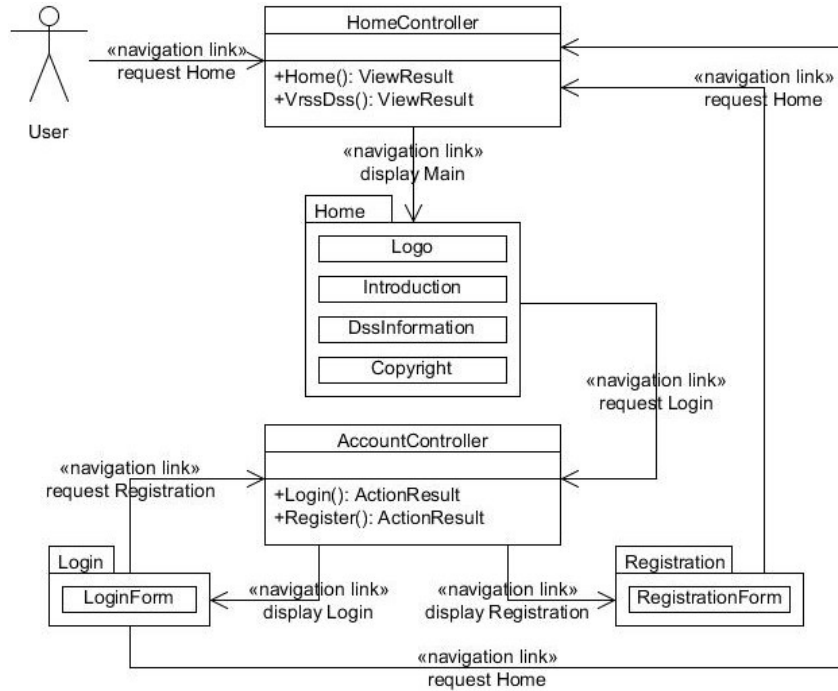 HomeController
«navigation link»
request Home
+Home(): ViewResult
+VrssDss(): ViewResult
«navigation link»
request Home
User
«navigation link»
display Main
Home
Logo
Introduction
DssInformation
Copyright
«navigation link»
request Login
AccountController
«navigation link»
request Registration
+Login(): ActionResult
+Register(): ActionResult
Login
LoginForm
«navigation link»
display Login
«navigation link»
display Registration
Registration
RegistrationForm
«navigation link»
request Home